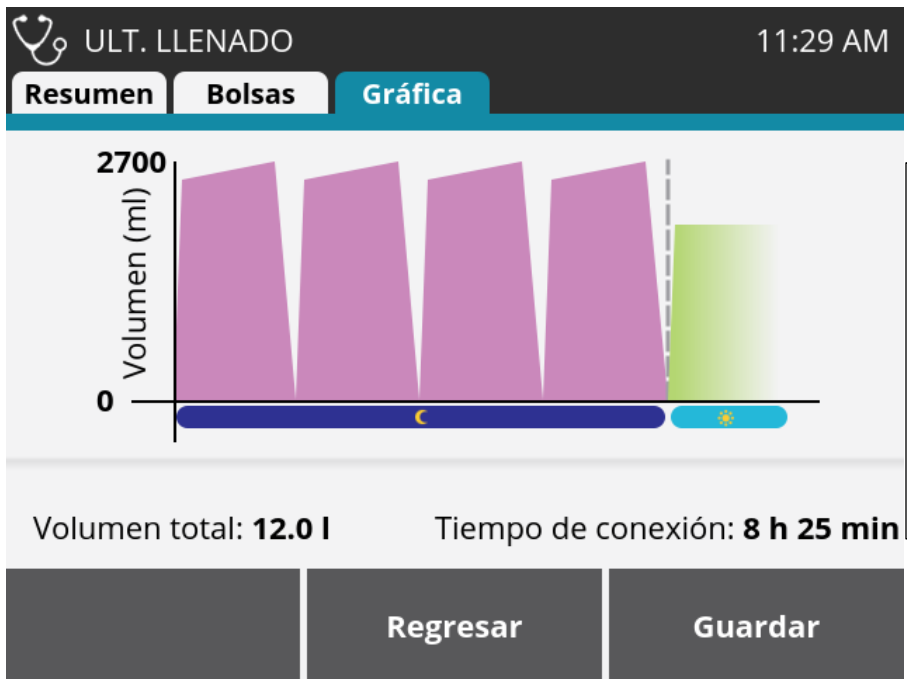 ULT. LLENADO 11:29 AM
Resumen Bolsas Gráfica
2700
Volumen (ml)
0
Volumen total: 12.0 l Tiempo de conexión: 8 h 25 min
Regresar Guardar